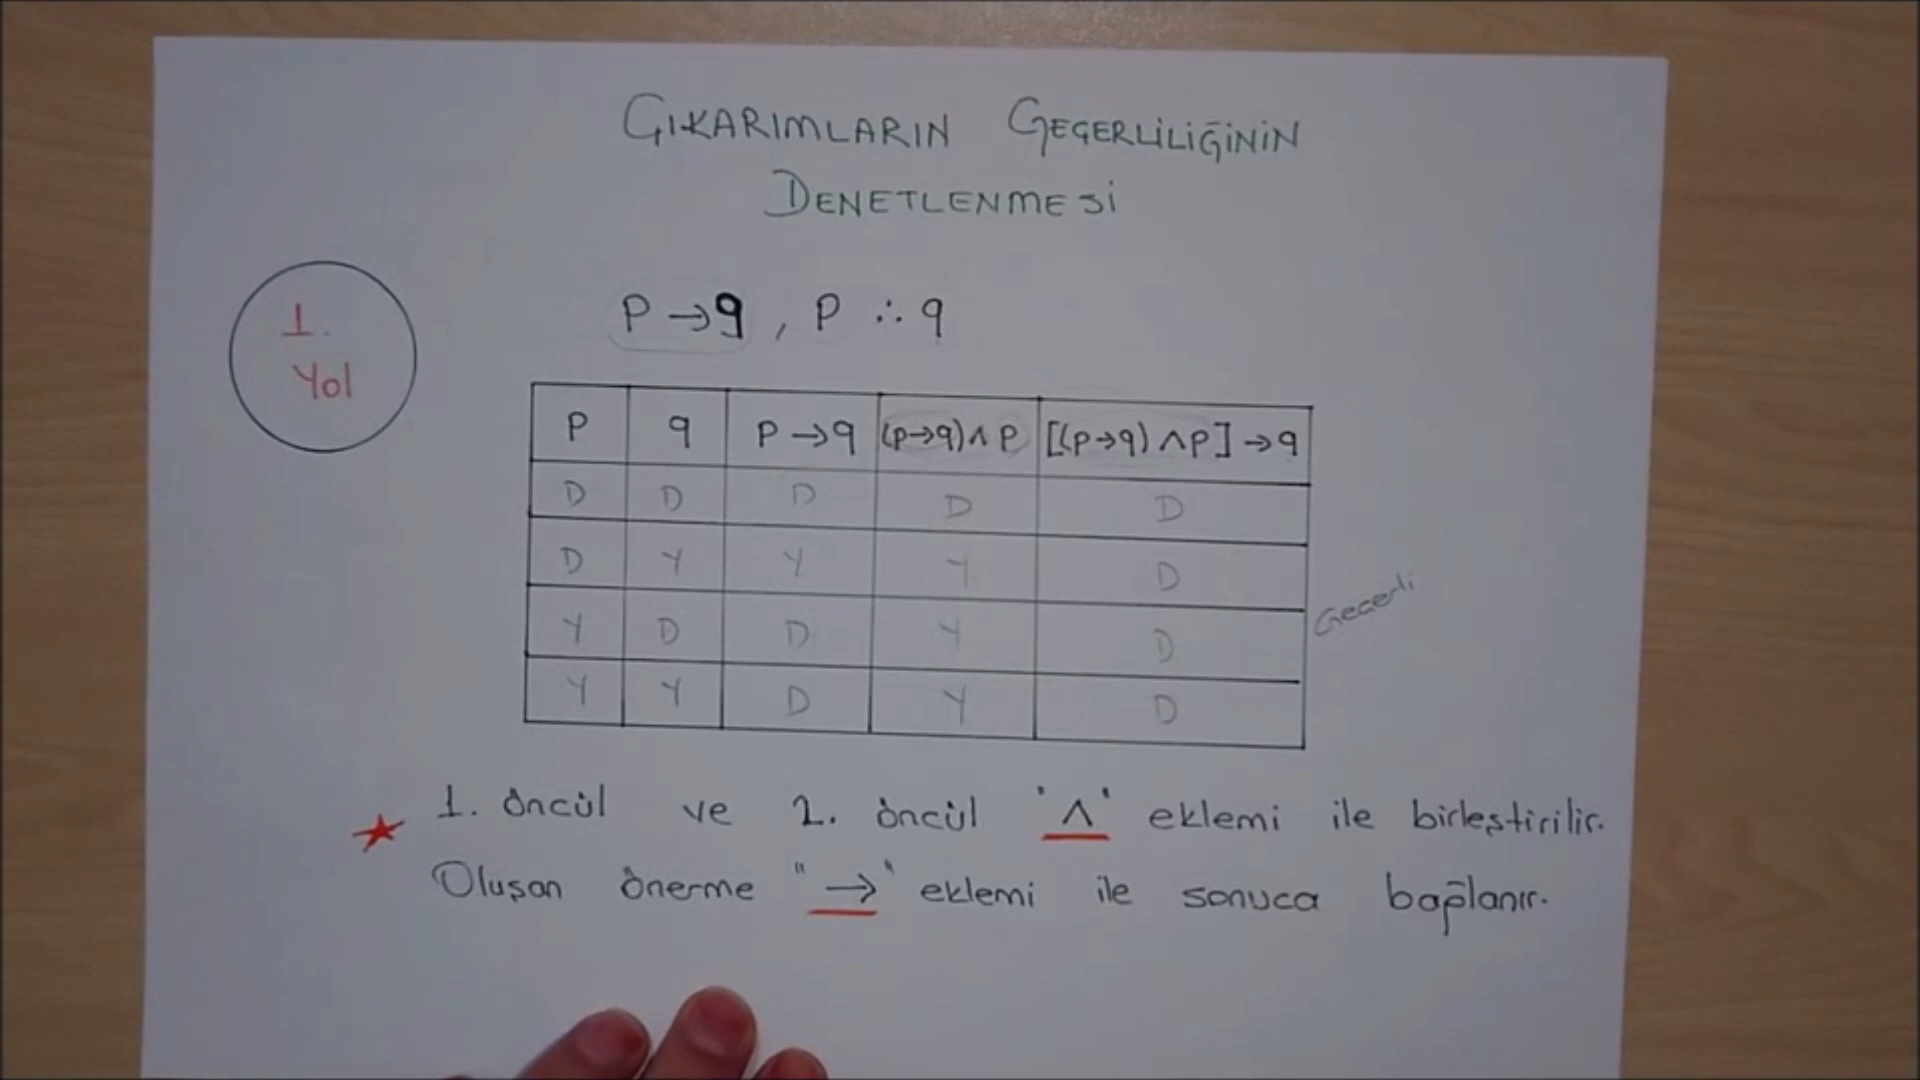 ÇIKARIMLARIN GEÇERLİLİĞİNİN
DENETLENMESİ
1.
Yol
P → q , P ∴ q
P q P → q (p→q) ∧ P [(p→q) ∧ P] → q
D D D D D
D Y Y Y D
Y D D Y D
Y Y D Y D
Geçerli
1. öncül ve 2. öncül "∧" eklemi ile birleştirilir.
Oluşan önerme "→" eklemi ile sonuca bağlanır.